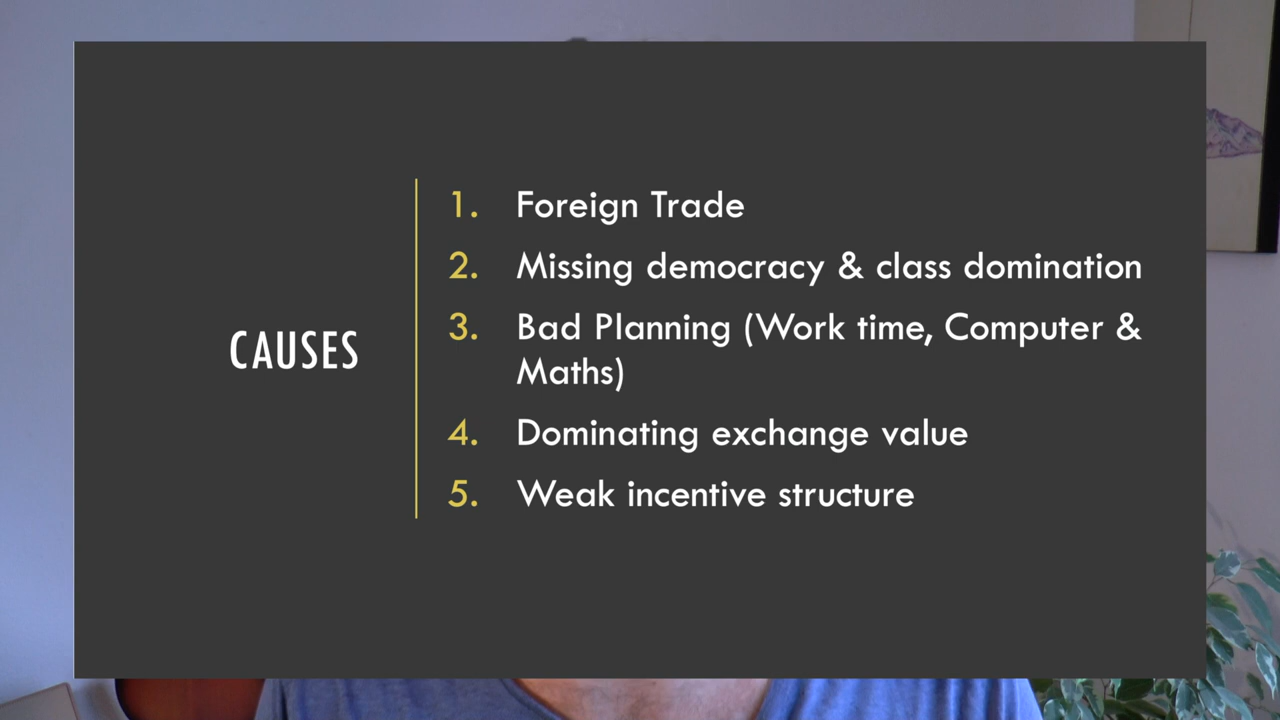 CAUSES
1. Foreign Trade
2. Missing democracy & class domination
3. Bad Planning (Work time, Computer &
Maths)
4. Dominating exchange value
5. Weak incentive structure